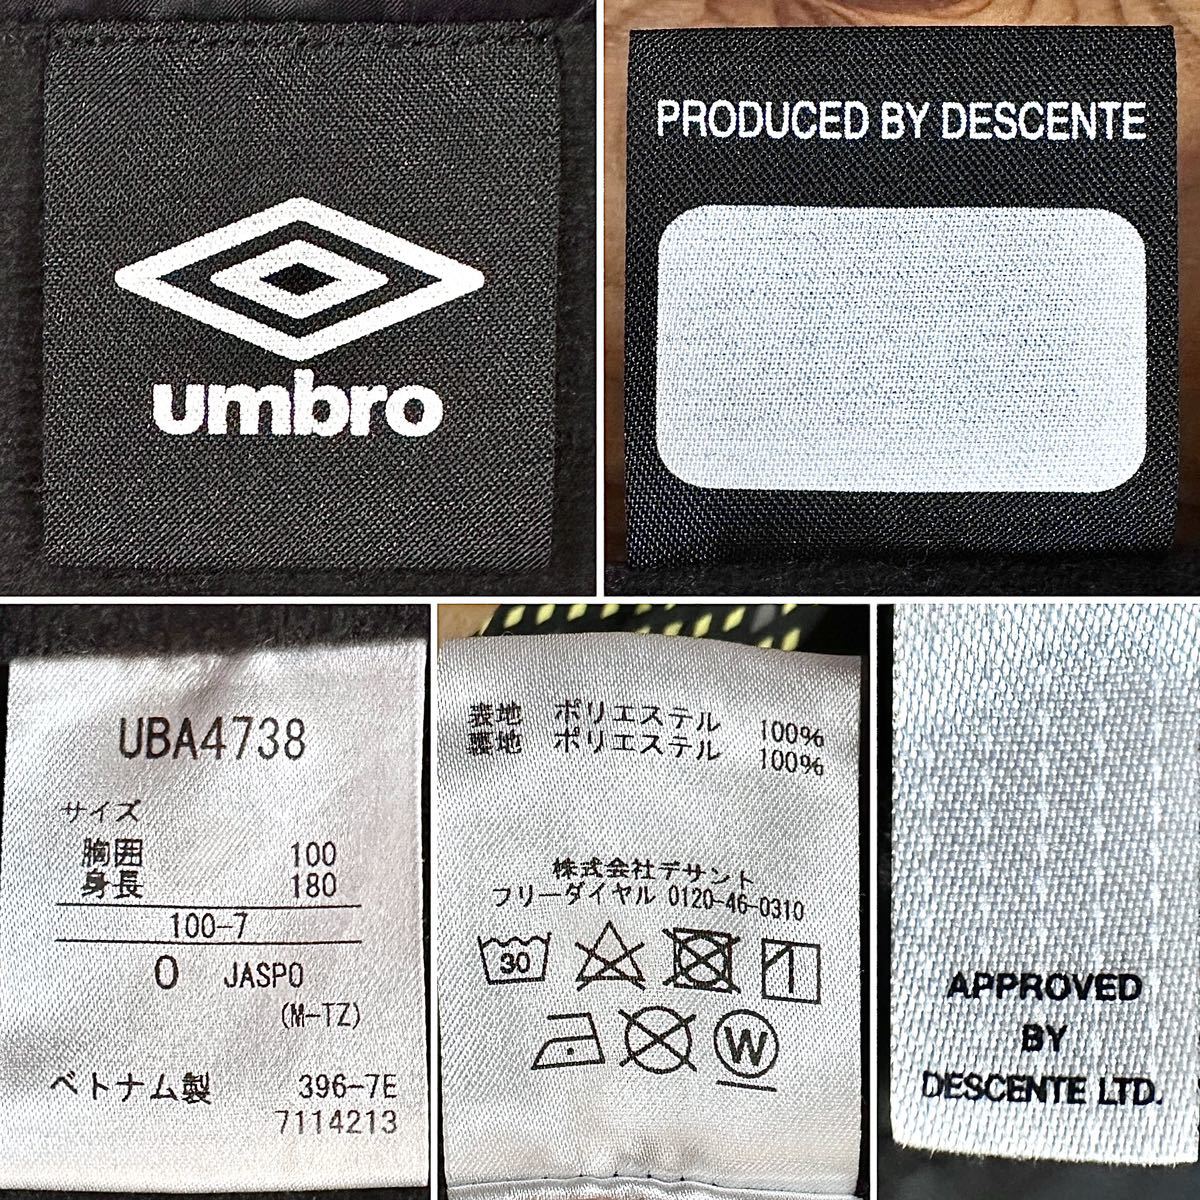 umbro
PRODUCED BY DESCENTE
UBA4738
サイズ
胸囲 100
身長 180
100-7
O JASPO
(M-TZ)
ベトナム製 396-7E
7114213
表地 ポリエステル 100%
裏地 ポリエステル 100%
株式会社デサント
フリーダイヤル 0120-46-0310
30
W
APPROVED
BY
DESCENTE LTD.